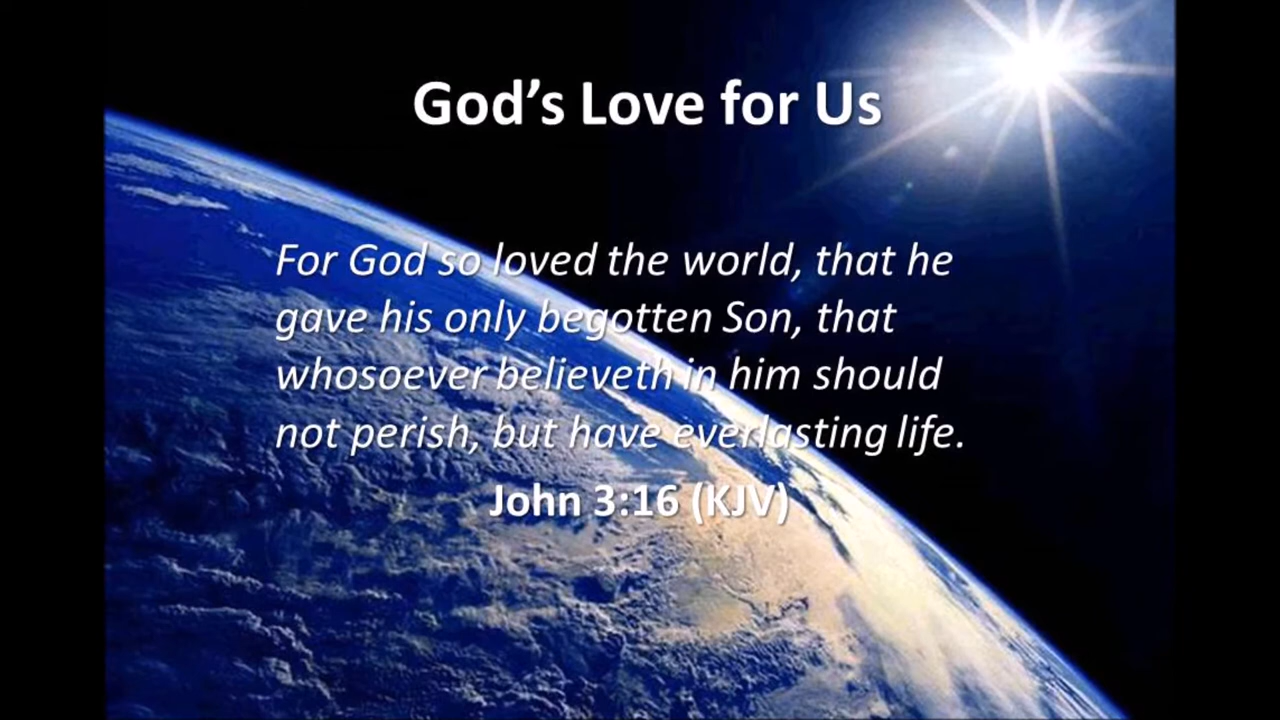 God’s Love for Us
For God so loved the world, that he
gave his only begotten Son, that
whosoever believeth in him should
not perish, but have everlasting life.
John 3:16 (KJV)